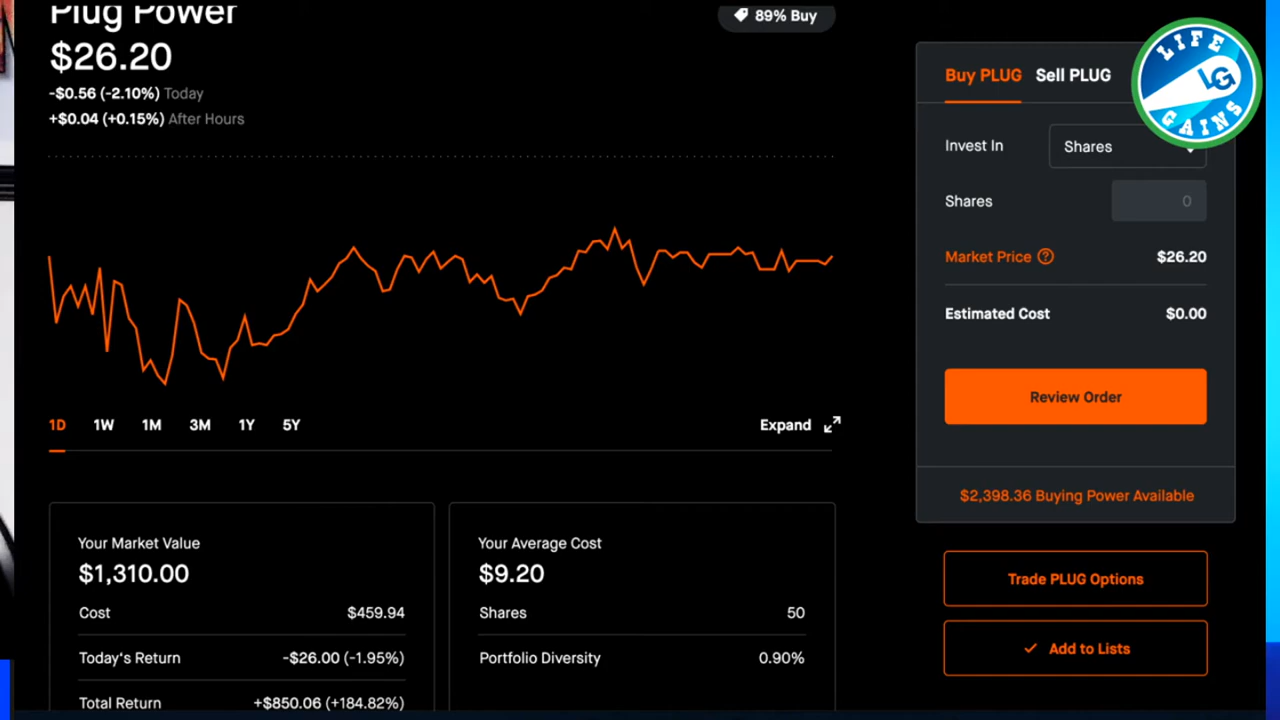 Plug Power
89% Buy
$26.20
-$0.56 (-2.10%) Today
+$0.04 (+0.15%) After Hours
1D 1W 1M 3M 1Y 5Y
Expand
Your Market Value
$1,310.00
Cost $459.94
Today's Return -$26.00 (-1.95%)
Total Return +$850.06 (+184.82%)
Your Average Cost
$9.20
Shares 50
Portfolio Diversity 0.90%
LIFE
LG
GAINS
Buy PLUG Sell PLUG
Invest In Shares
Shares 0
Market Price ? $26.20
Estimated Cost $0.00
Review Order
$2,398.36 Buying Power Available
Trade PLUG Options
✓ Add to Lists